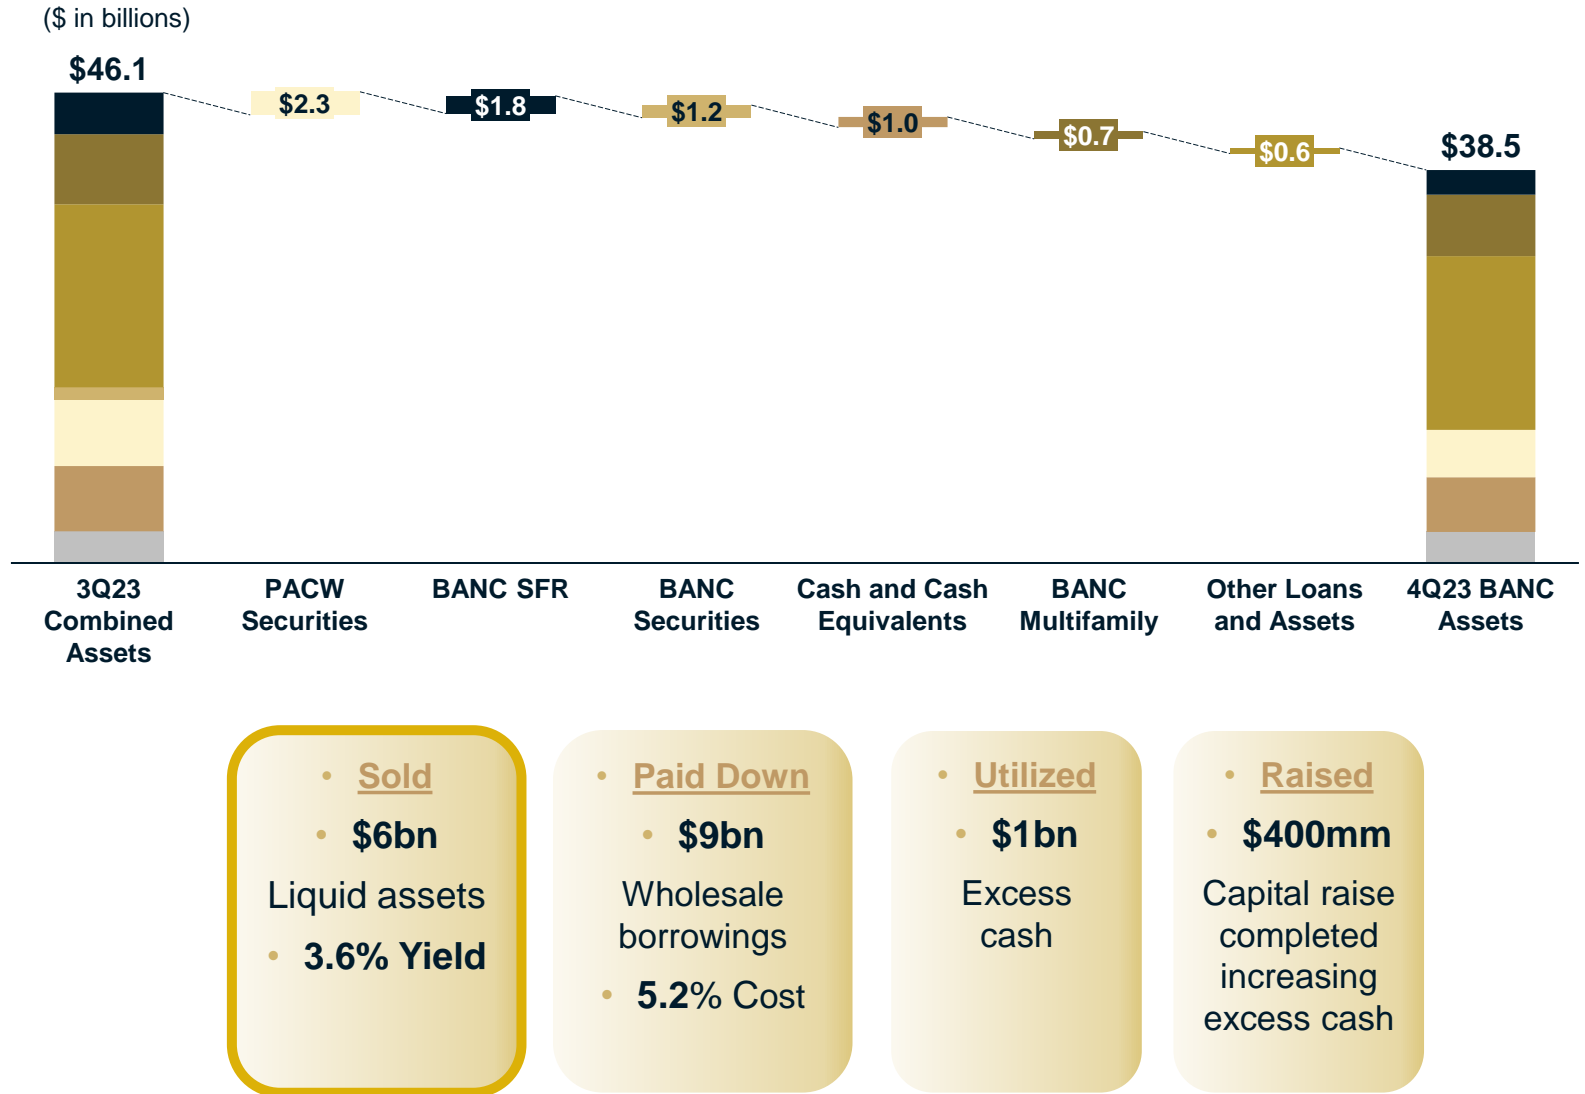 ($ in billions)
$46.1
$2.3
$1.8
$1.2
$1.0
$0.7
$0.6
$38.5
3Q23
Combined
Assets
PACW
Securities
BANC SFR
BANC
Securities
Cash and Cash
Equivalents
BANC
Multifamily
Other Loans
and Assets
4Q23 BANC
Assets
• Sold
• $6bn
Liquid assets
• 3.6% Yield
• Paid Down
• $9bn
Wholesale
borrowings
• 5.2% Cost
• Utilized
• $1bn
Excess
cash
• Raised
• $400mm
Capital raise
completed
increasing
excess cash